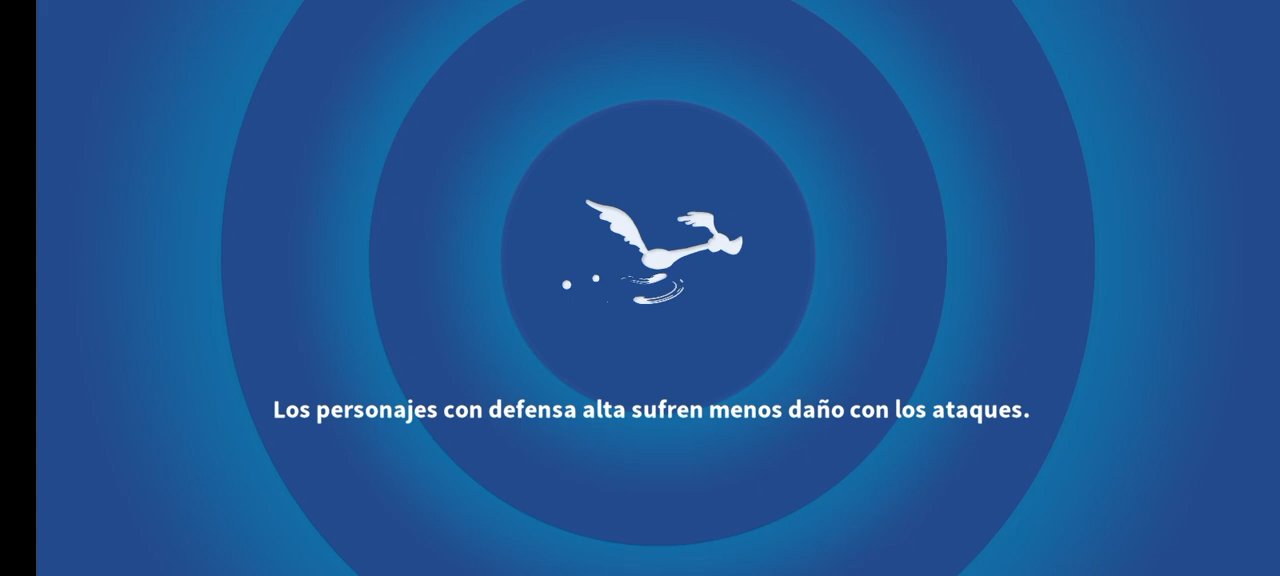 Los personajes con defensa alta sufren menos daño con los ataques.